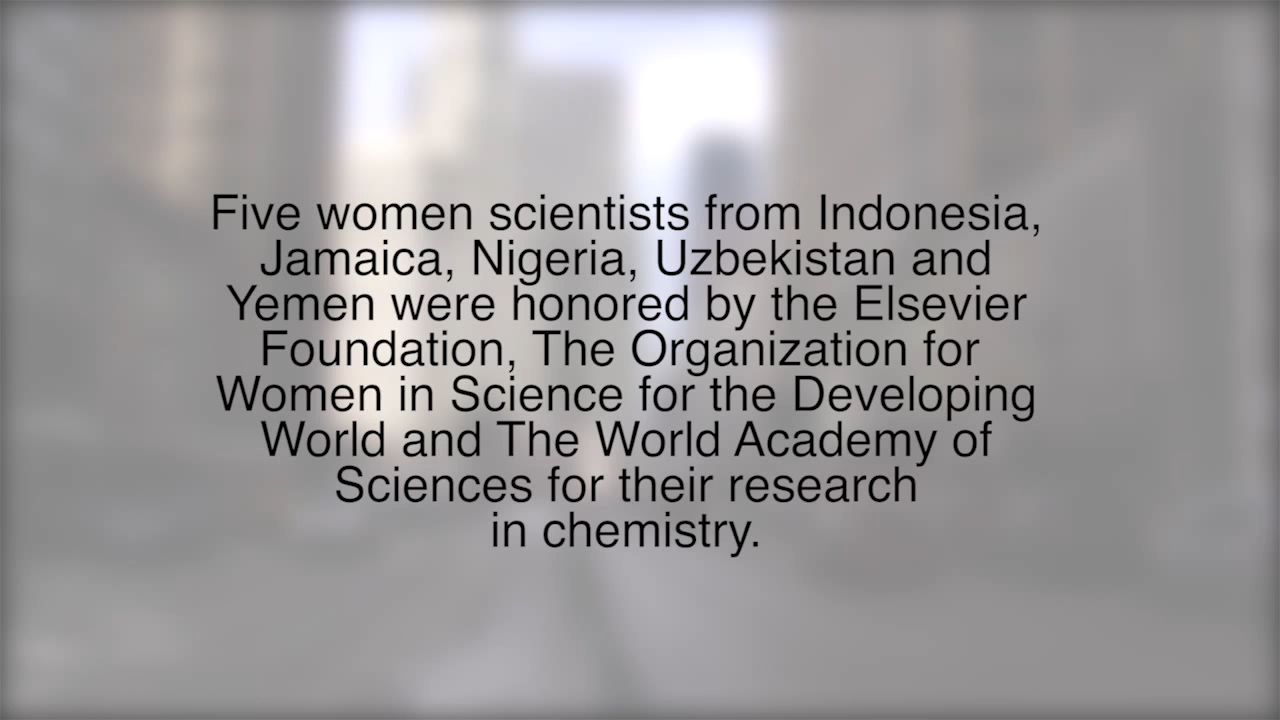 Five women scientists from Indonesia,
Jamaica, Nigeria, Uzbekistan and
Yemen were honored by the Elsevier
Foundation, The Organization for
Women in Science for the Developing
World and The World Academy of
Sciences for their research
in chemistry.